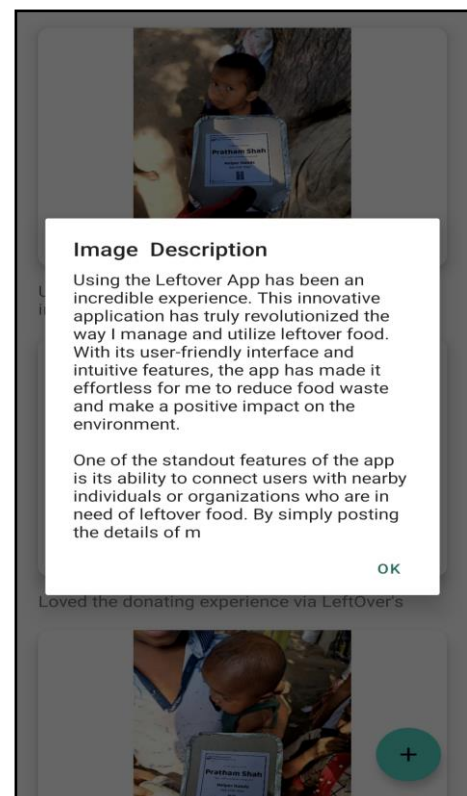 Pratham Shah
Image Description
Using the Leftover App has been an
incredible experience. This innovative
application has truly revolutionized the
way I manage and utilize leftover food.
With its user-friendly interface and
intuitive features, the app has made it
effortless for me to reduce food waste
and make a positive impact on the
environment.
One of the standout features of the app
is its ability to connect users with nearby
individuals or organizations who are in
need of leftover food. By simply posting
the details of m
OK
Loved the donating experience via LeftOver's
Pratham Shah
+